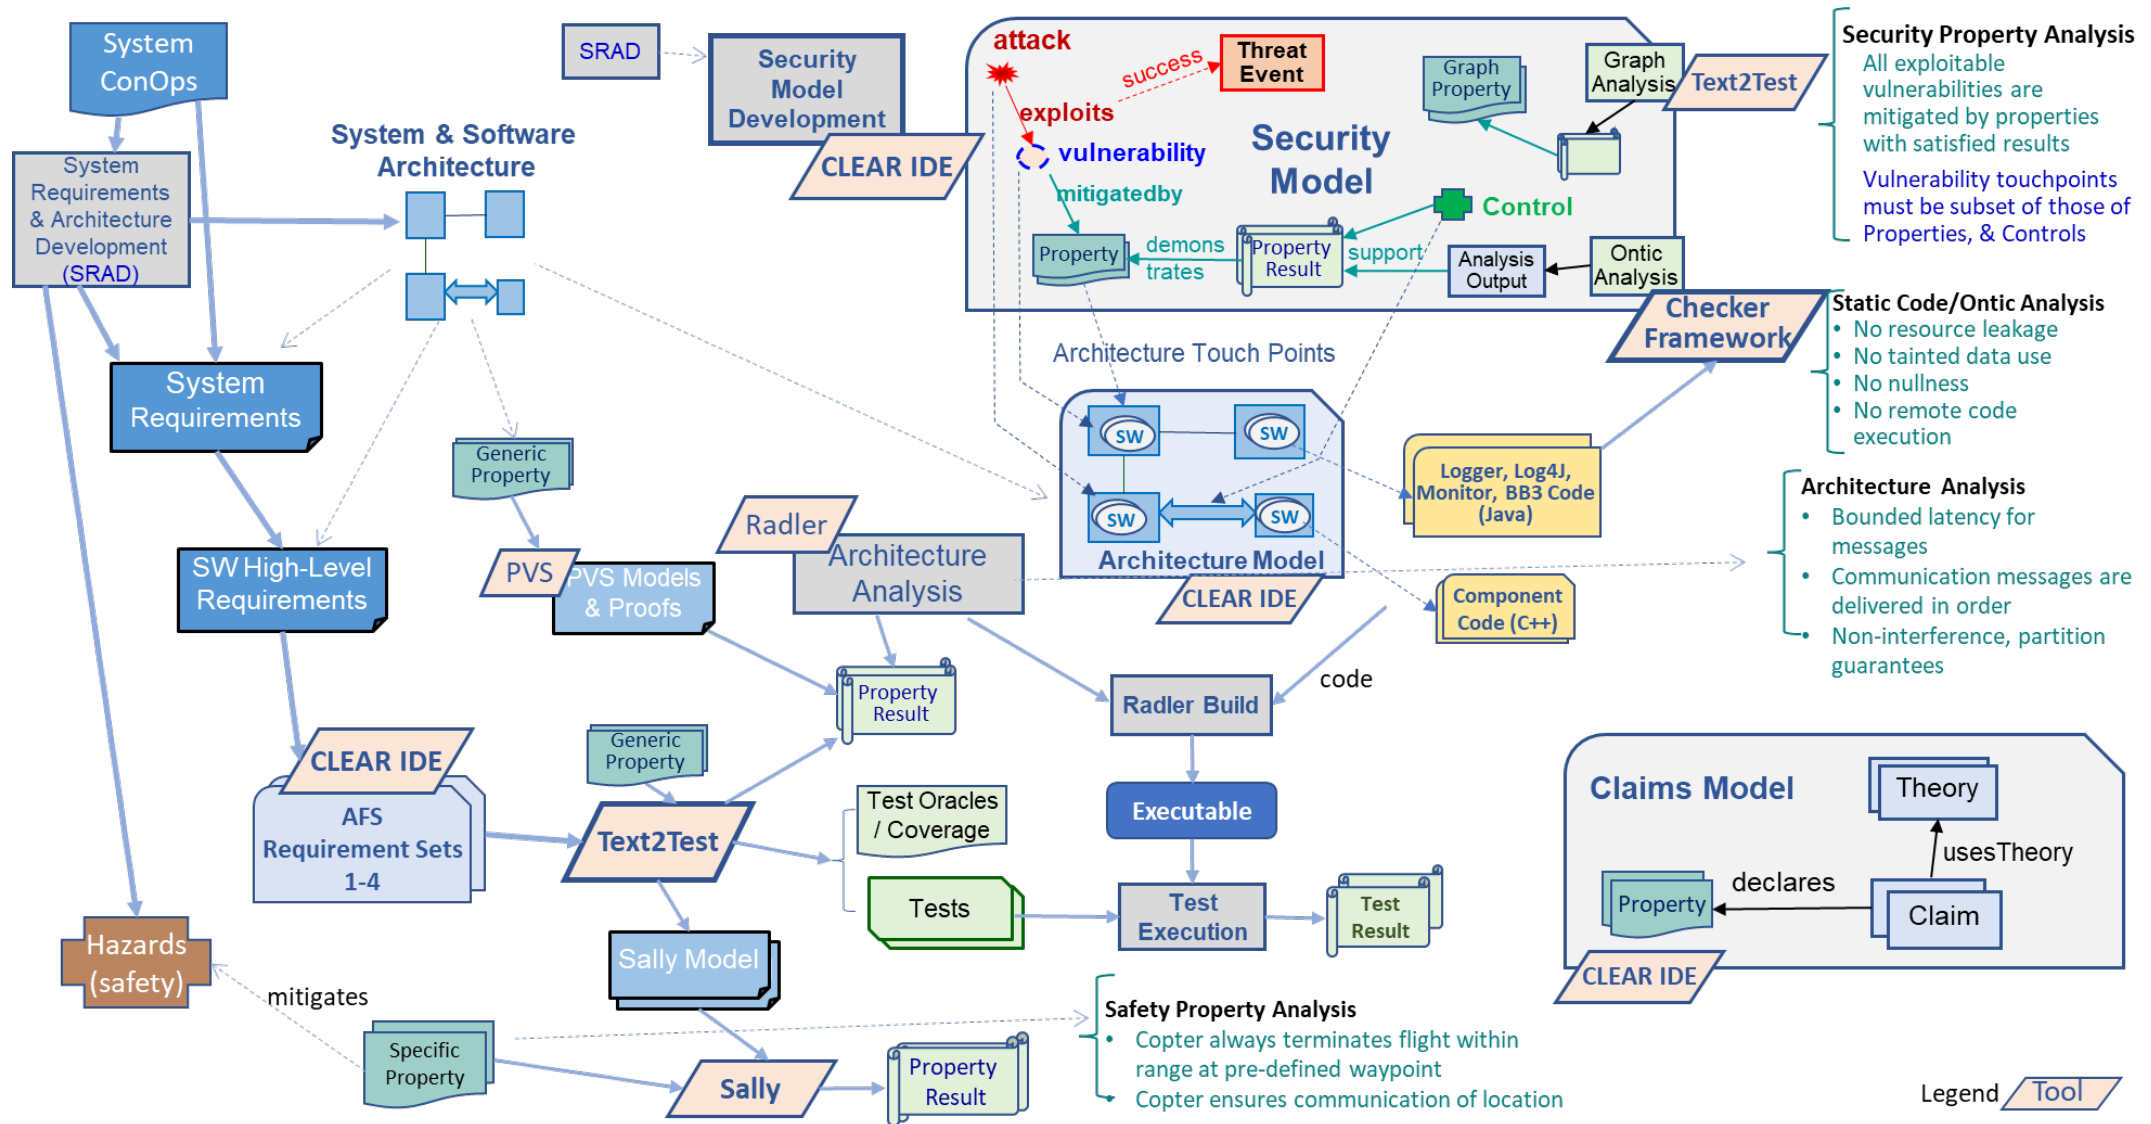 System
ConOps
System
Requirements
& Architecture
Development
(SRAD)
System & Software
Architecture
System
Requirements
SW High-Level
Requirements
CLEAR IDE
AFS
Requirement Sets
1-4
Hazards
(safety)
mitigates
Specific
Property
SRAD
Security
Model
Development
CLEAR IDE
attack
exploits
success
Threat
Event
vulnerability
mitigatedby
Property
demons
trates
Property
Result
support
Security
Model
Control
Analysis
Output
Ontic
Analysis
Graph
Property
Graph
Analysis
Text2Test
Checker
Framework
Security Property Analysis
All exploitable
vulnerabilities are
mitigated by properties
with satisfied results
Vulnerability touchpoints
must be subset of those of
Properties, & Controls
Static Code/Ontic Analysis
• No resource leakage
• No tainted data use
• No nullness
• No remote code
execution
Architecture Analysis
• Bounded latency for
messages
• Communication messages are
delivered in order
• Non-interference, partition
guarantees
Architecture Touch Points
SW
SW
SW
SW
Architecture Model
CLEAR IDE
Logger, Log4J,
Monitor, BB3 Code
(Java)
Component
Code (C++)
code
Generic
Property
PVS
PVS Models
& Proofs
Radler
Architecture
Analysis
Property
Result
Radler Build
Executable
Test
Execution
Test
Result
Generic
Property
Text2Test
Test Oracles
/ Coverage
Tests
Sally Model
Sally
Property
Result
Safety Property Analysis
• Copter always terminates flight within
range at pre-defined waypoint
• Copter ensures communication of location
Claims Model
Theory
usesTheory
declares
Property
Claim
CLEAR IDE
Legend
Tool